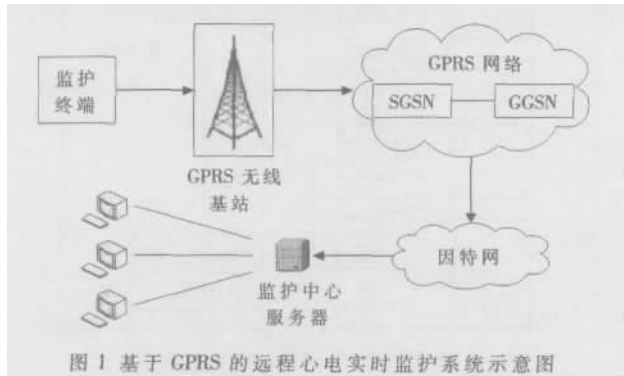 GPRS 网络
监护
终端
SGSN
GGSN
GPRS 无线
基站
因特网
监护中心
服务器
图 1 基于 GPRS 的远程心电实时监护系统示意图